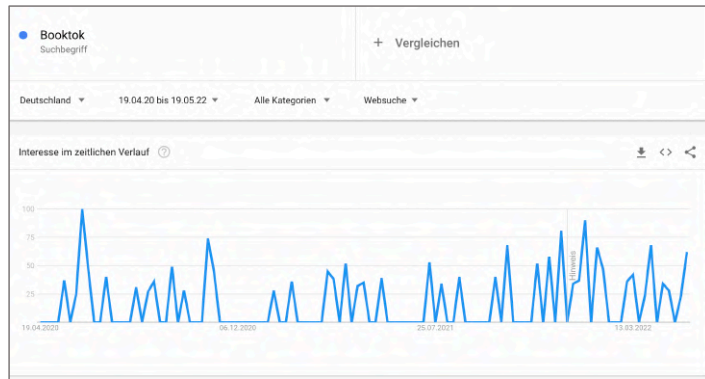 Booktok
Suchbegriff
+ Vergleichen
Deutschland
19.04.20 bis 19.05.22
Alle Kategorien
Websuche
Interesse im zeitlichen Verlauf
100
75
50
25
Hinweis
19.04.2020
06.12.2020
25.07.2021
13.03.2022